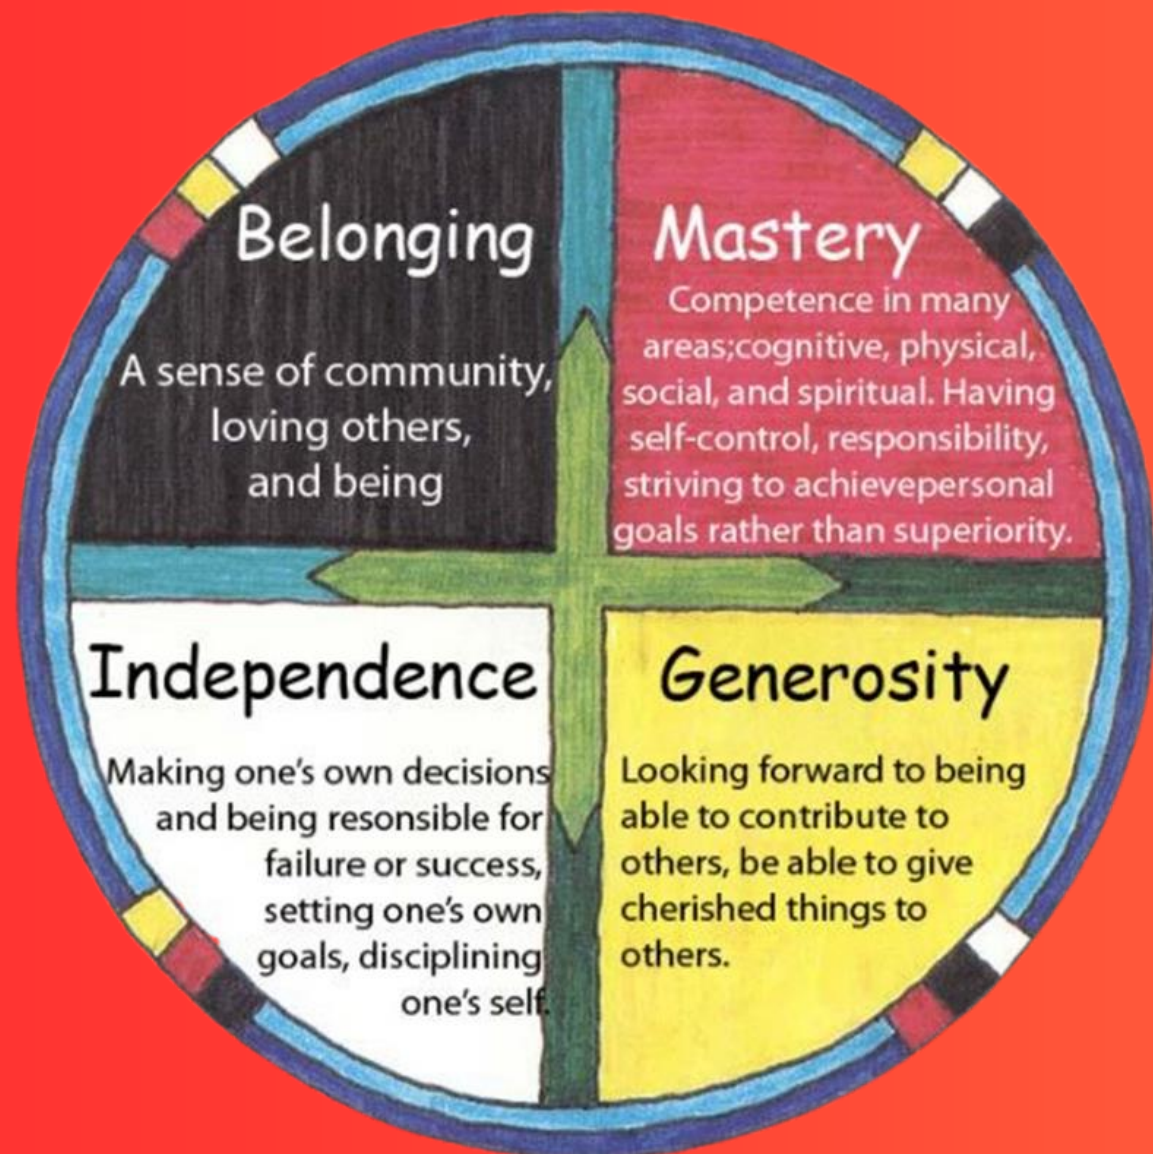 Belonging
A sense of community,
loving others,
and being
Mastery
Competence in many
areas;cognitive, physical,
social, and spiritual. Having
self-control, responsibility,
striving to achievepersonal
goals rather than superiority.
Independence
Making one's own decisions
and being resonsible for
failure or success,
setting one's own
goals, disciplining
one's self.
Generosity
Looking forward to being
able to contribute to
others, be able to give
cherished things to
others.